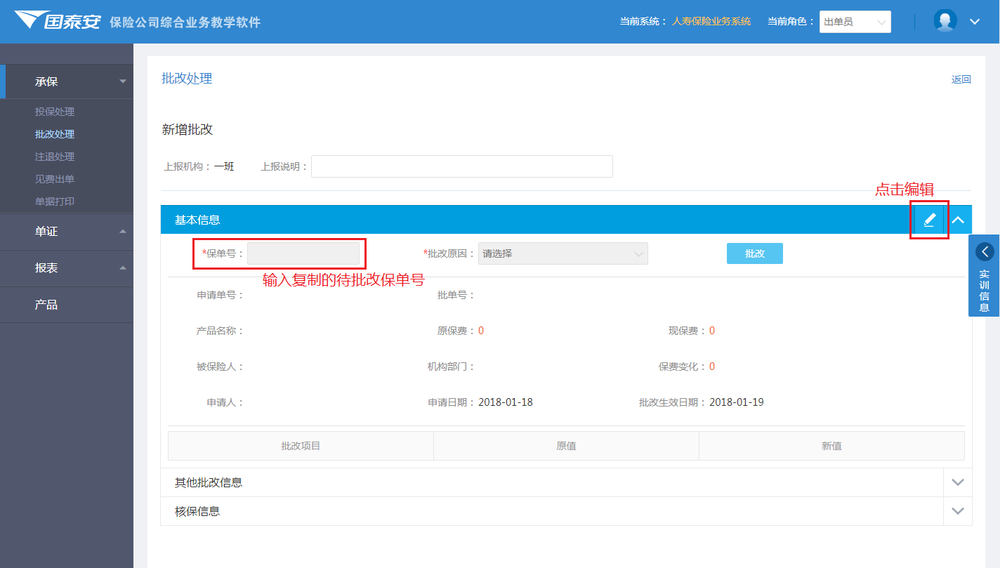 国泰安 保险公司综合业务教学软件 当前系统： 人寿保险业务系统 当前角色： 出单员
承保
投保处理
批改处理
注退处理
见费出单
单据打印
单证
报表
产品
批改处理 返回
新增批改
上报机构： 一班 上报说明：
点击编辑
基本信息
*保单号： *批改原因： 请选择 批改
输入复制的待批改保单号
申请单号： 批单号：
产品名称： 原保费： 0 现保费： 0
被保险人： 机构部门： 保费变化： 0
申请人： 申请日期： 2018-01-18 批改生效日期： 2018-01-19
批改项目 原值 新值
其他批改信息
核保信息
实训信息